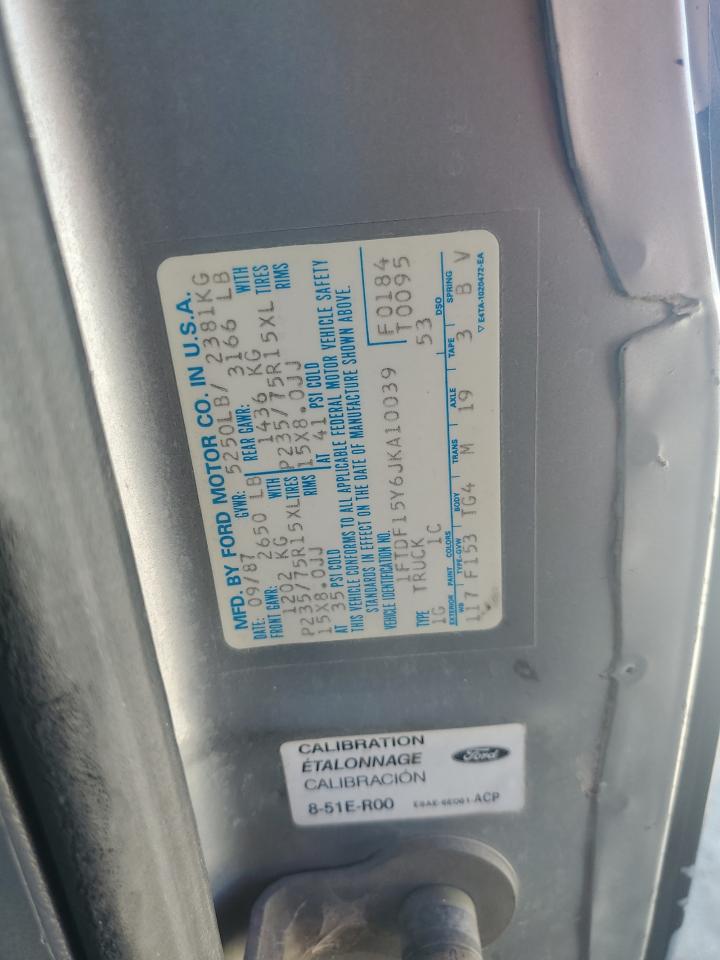 MFD. BY FORD MOTOR CO. IN U.S.A.
DATE: 09/87 GVWR: 5250LB/ 2381KG
FRONT GAWR: 2650 LB REAR GAWR: 3166 LB
1202 KG WITH 1436 KG WITH
P235/75R15XL TIRES P235/75R15XL TIRES
15X8.0JJ RIMS 15X8.0JJ RIMS
AT 35 PSI COLD AT 41 PSI COLD
THIS VEHICLE CONFORMS TO ALL APPLICABLE FEDERAL MOTOR VEHICLE SAFETY
STANDARDS IN EFFECT ON THE DATE OF MANUFACTURE SHOWN ABOVE.
VEHICLE IDENTIFICATION NO.
1FTDF15Y6JKA10039
F0184
T0095
TYPE TRUCK 53
1G 1C
EXTERIOR PAINT COLORS DSO
WB TYPE-GVW BODY TRANS AXLE TAPE SPRING
117 F153 TG4 M 19 3 B V
▽ E4TA-1020472-EA
CALIBRATION
ÉTALONNAGE
CALIBRACIÓN
Ford
8-51E-R00 E8AE-6E061-ACP